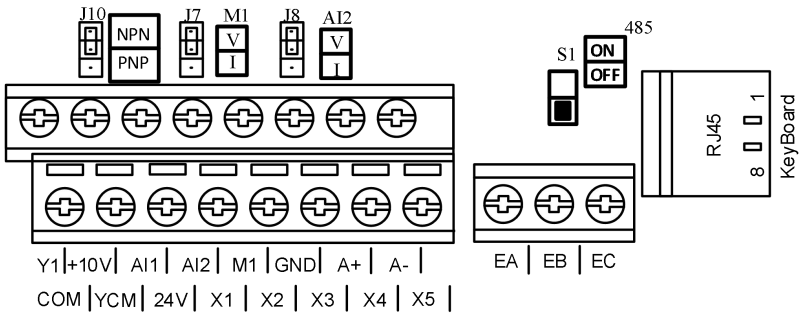 J10 J7 M1 J8 AI2 485
NPN V V S1 ON
PNP I I OFF
RJ45 1 8 KeyBoard
Y1 +10V AI1 AI2 M1 GND A+ A- EA EB EC
COM YCM 24V X1 X2 X3 X4 X5